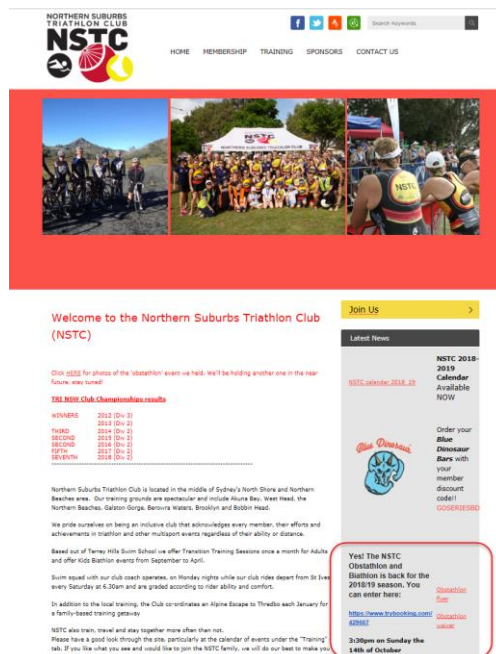 NORTHERN SUBURBS
TRIATHLON CLUB
NSTC
Search Keywords
HOME MEMBERSHIP TRAINING SPONSORS CONTACT US
NSTC
NORTHERN SUBURBS TRIATHLON CLUB
NSTC
Welcome to the Northern Suburbs Triathlon Club
(NSTC)
Click HERE for photos of the 'obstathlon' event we held. We'll be holding another one in the near
future, stay tuned!
TRI NSW Club Championships results
WINNERS 2012 (Div 3)
2013 (Div 2)
THIRD 2014 (Div 2)
SECOND 2015 (Div 2)
SECOND 2016 (Div 2)
FIFTH 2017 (Div 2)
SEVENTH 2018 (Div 2)
Northern Suburbs Triathlon Club is located in the middle of Sydney's North Shore and Northern
Beaches area. Our training grounds are spectacular and include Akuna Bay, West Head, the
Northern Beaches, Galston Gorge, Berowra Waters, Brooklyn and Bobbin Head.
We pride ourselves on being an inclusive club that acknowledges every member, their efforts and
achievements in triathlon and other multisport events regardless of their ability or distance.
Based out of Terrey Hills Swim School we offer Transition Training Sessions once a month for Adults
and offer Kids Biathlon events from September to April.
Swim squad with our club coach operates, on Monday nights while our club rides depart from St Ives
every Saturday at 6.30am and are graded according to rider ability and comfort.
In addition to the local training, the Club co-ordinates an Alpine Escape to Thredbo each January for
a family-based training getaway
NSTC also train, travel and stay together more often than not.
Please have a good look through the site, particularly at the calendar of events under the "Training"
tab. If you like what you see and would like to join the NSTC family, we will do our best to make you
Join Us >
Latest News
NSTC calendar 2018_19
NSTC 2018-
2019
Calendar
Available
NOW
Blue Dinosaur
Order your
Blue
Dinosaur
Bars with
your
member
discount
code!!
GOSERIESBD
Yes! The NSTC
Obstathlon and
Biathlon is back for the
2018/19 season. You
can enter here:
https://www.trybooking.com/
429667
3:30pm on Sunday the
14th of October
Obstathlon
flyer
Obstathlon
waiver